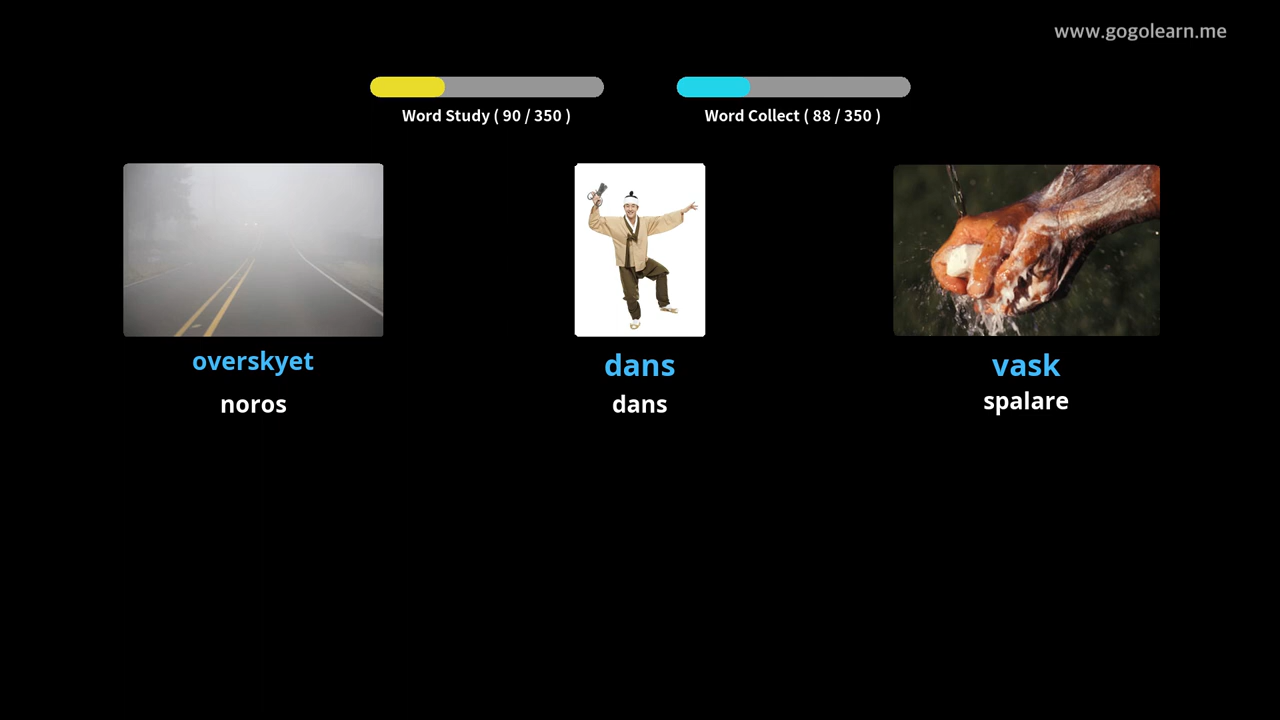 www.gogolearn.me
Word Study ( 90 / 350 )
Word Collect ( 88 / 350 )
overskyet
noros
dans
dans
vask
spalare